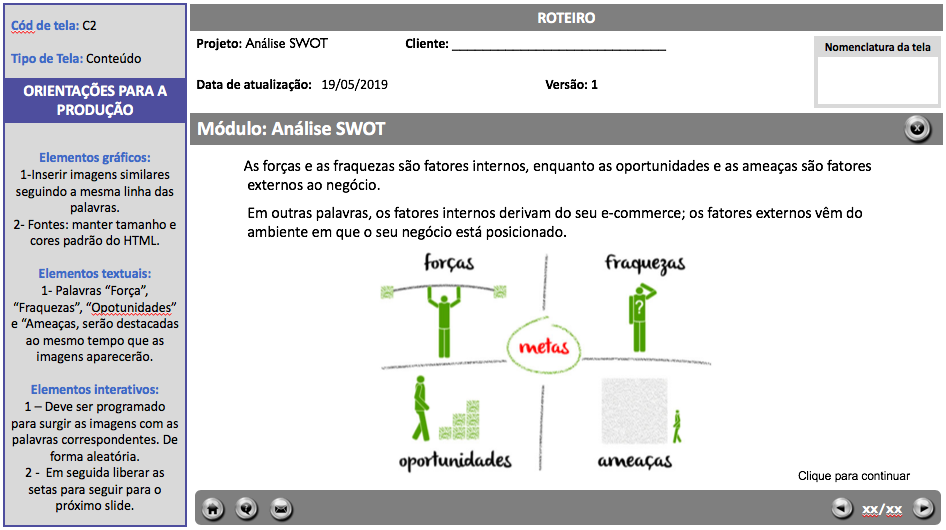 Cód de tela: C2
Tipo de Tela: Conteúdo
ORIENTAÇÕES PARA A
PRODUÇÃO
Elementos gráficos:
1-Inserir imagens similares
seguindo a mesma linha das
palavras.
2- Fontes: manter tamanho e
cores padrão do HTML.
Elementos textuais:
1- Palavras “Força”,
“Fraquezas”, “Opotunidades”
e “Ameaças, serão destacadas
ao mesmo tempo que as
imagens aparecerão.
Elementos interativos:
1 – Deve ser programado
para surgir as imagens com as
palavras correspondentes. De
forma aleatória.
2 - Em seguida liberar as
setas para seguir para o
próximo slide.
ROTEIRO
Projeto: Análise SWOT Cliente: ______________________________
Nomenclatura da tela
Data de atualização: 19/05/2019 Versão: 1
Módulo: Análise SWOT
x
As forças e as fraquezas são fatores internos, enquanto as oportunidades e as ameaças são fatores
externos ao negócio.
Em outras palavras, os fatores internos derivam do seu e-commerce; os fatores externos vêm do
ambiente em que o seu negócio está posicionado.
forças
fraquezas
?
metas
oportunidades
ameaças
Clique para continuar
?
xx/xx